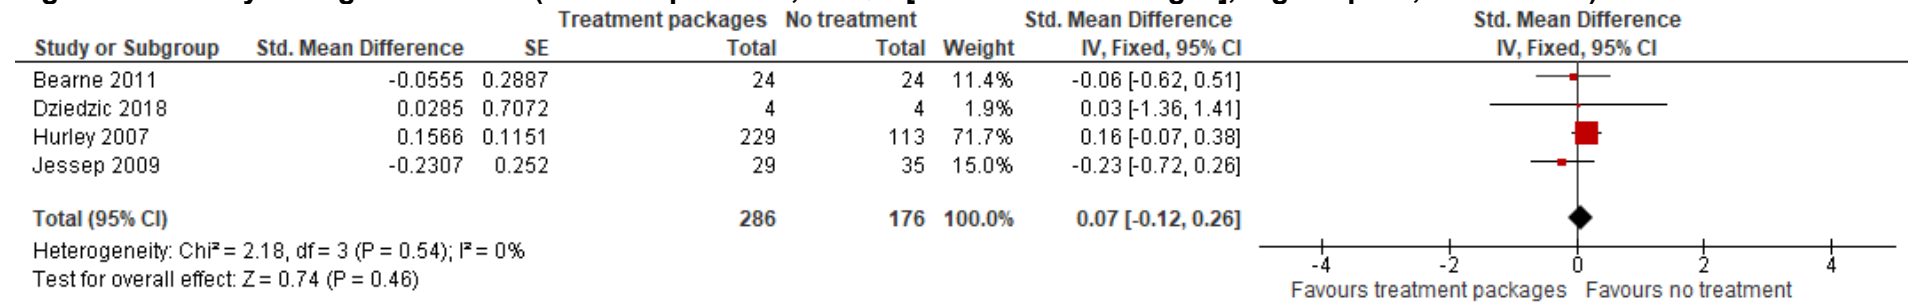 Treatment packages No treatment Std. Mean Difference Std. Mean Difference
Study or Subgroup Std. Mean Difference SE Total Total Weight IV, Fixed, 95% CI IV, Fixed, 95% CI
Bearne 2011 -0.0555 0.2887 24 24 11.4% -0.06 [-0.62, 0.51]
Dziedzic 2018 0.0285 0.7072 4 4 1.9% 0.03 [-1.36, 1.41]
Hurley 2007 0.1566 0.1151 229 113 71.7% 0.16 [-0.07, 0.38]
Jessep 2009 -0.2307 0.252 29 35 15.0% -0.23 [-0.72, 0.26]
Total (95% CI) 286 176 100.0% 0.07 [-0.12, 0.26]
Heterogeneity: Chi² = 2.18, df = 3 (P = 0.54); I² = 0%
Test for overall effect: Z = 0.74 (P = 0.46)
-4 -2 0 2 4
Favours treatment packages Favours no treatment